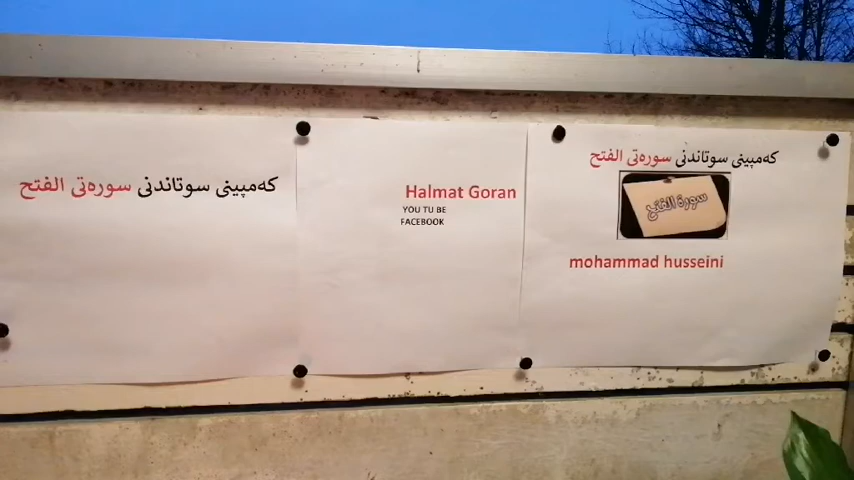 کەمپینی سوتاندنی سورەتی الفتح
Halmat Goran
YOU TU BE
FACEBOOK
کەمپینی سوتاندنی سورەتی الفتح
سورة الفتح
mohammad husseini